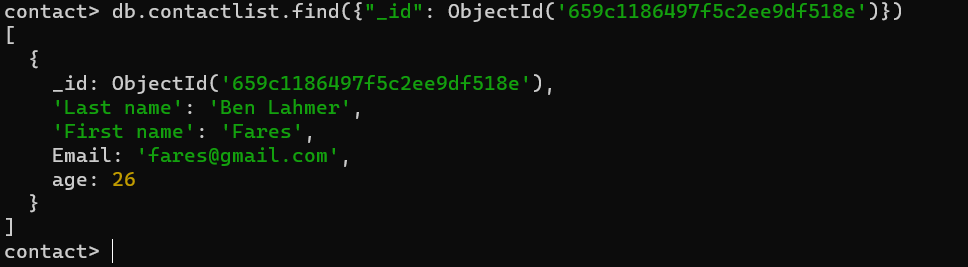 contact> db.contactlist.find({"_id": ObjectId('659c1186497f5c2ee9df518e')})
[
  {
    _id: ObjectId('659c1186497f5c2ee9df518e'),
    'Last name': 'Ben Lahmer',
    'First name': 'Fares',
    Email: 'fares@gmail.com',
    age: 26
  }
]
contact>